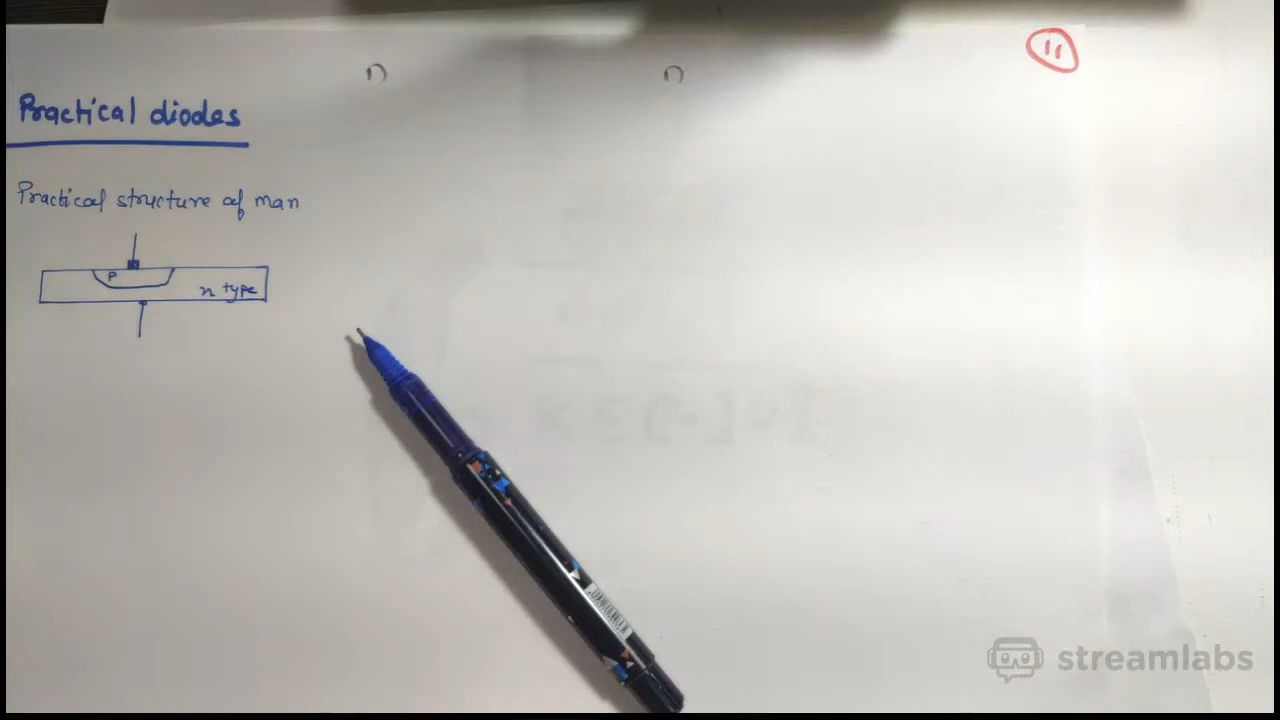 11
Practical diodes
Practical structure of man
P
n type
streamlabs